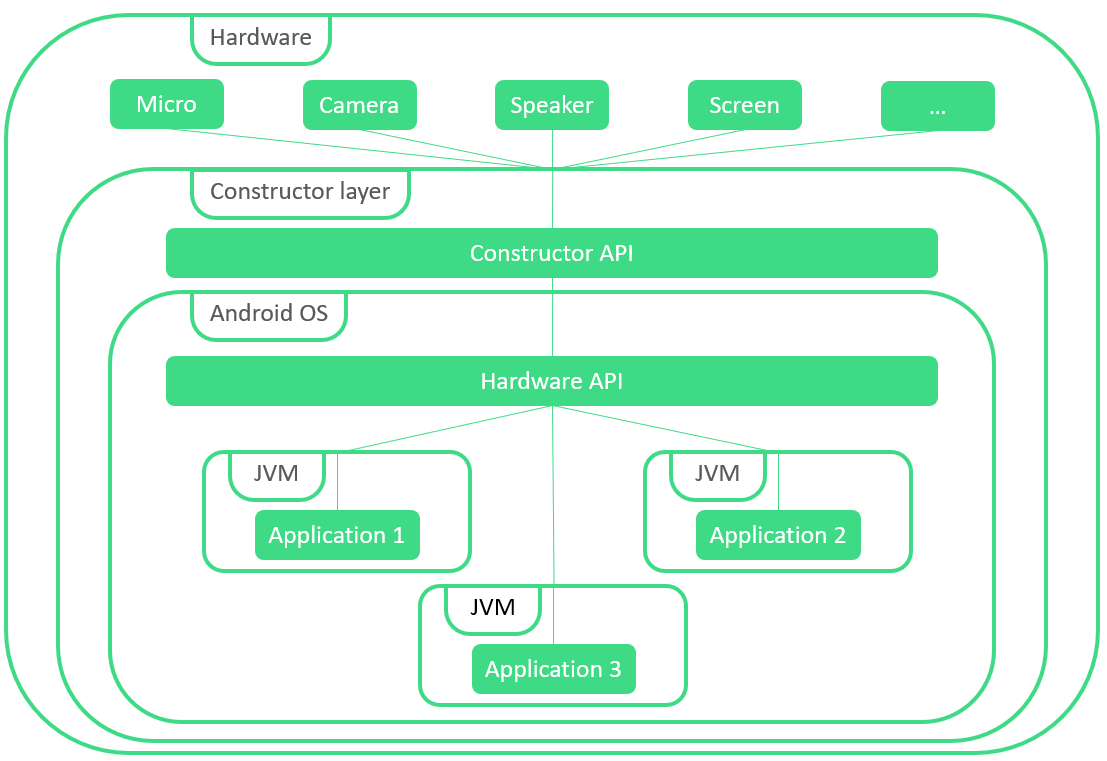 Hardware
Micro
Camera
Speaker
Screen
...
Constructor layer
Constructor API
Android OS
Hardware API
JVM
JVM
Application 1
Application 2
JVM
Application 3